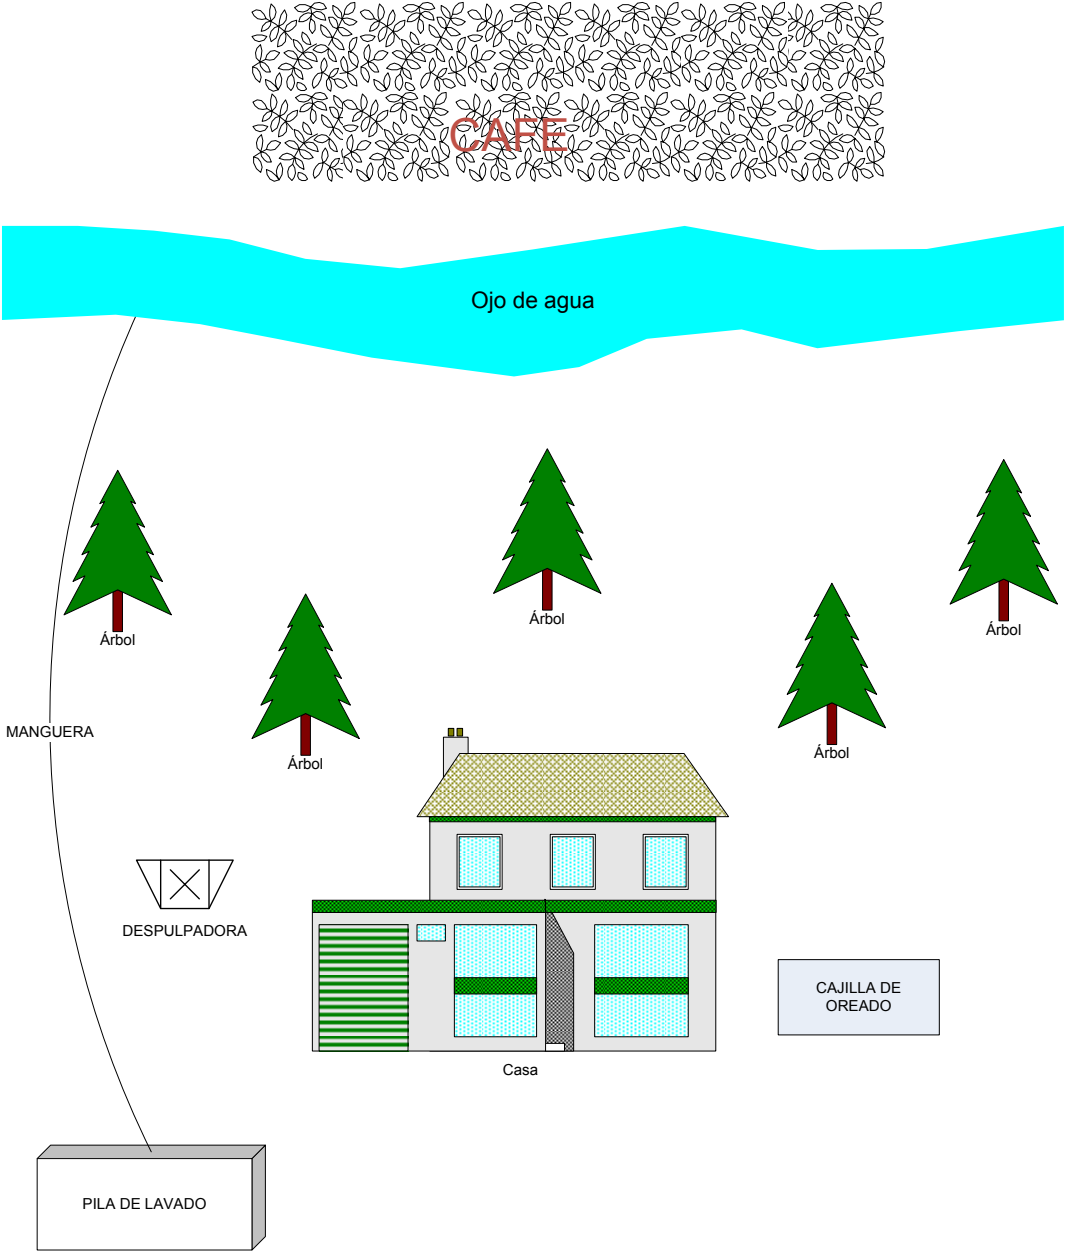 CAFE
Ojo de agua
Árbol
Árbol
Árbol
Árbol
Árbol
MANGUERA
DESPULPADORA
CAJILLA DE
OREADO
Casa
PILA DE LAVADO